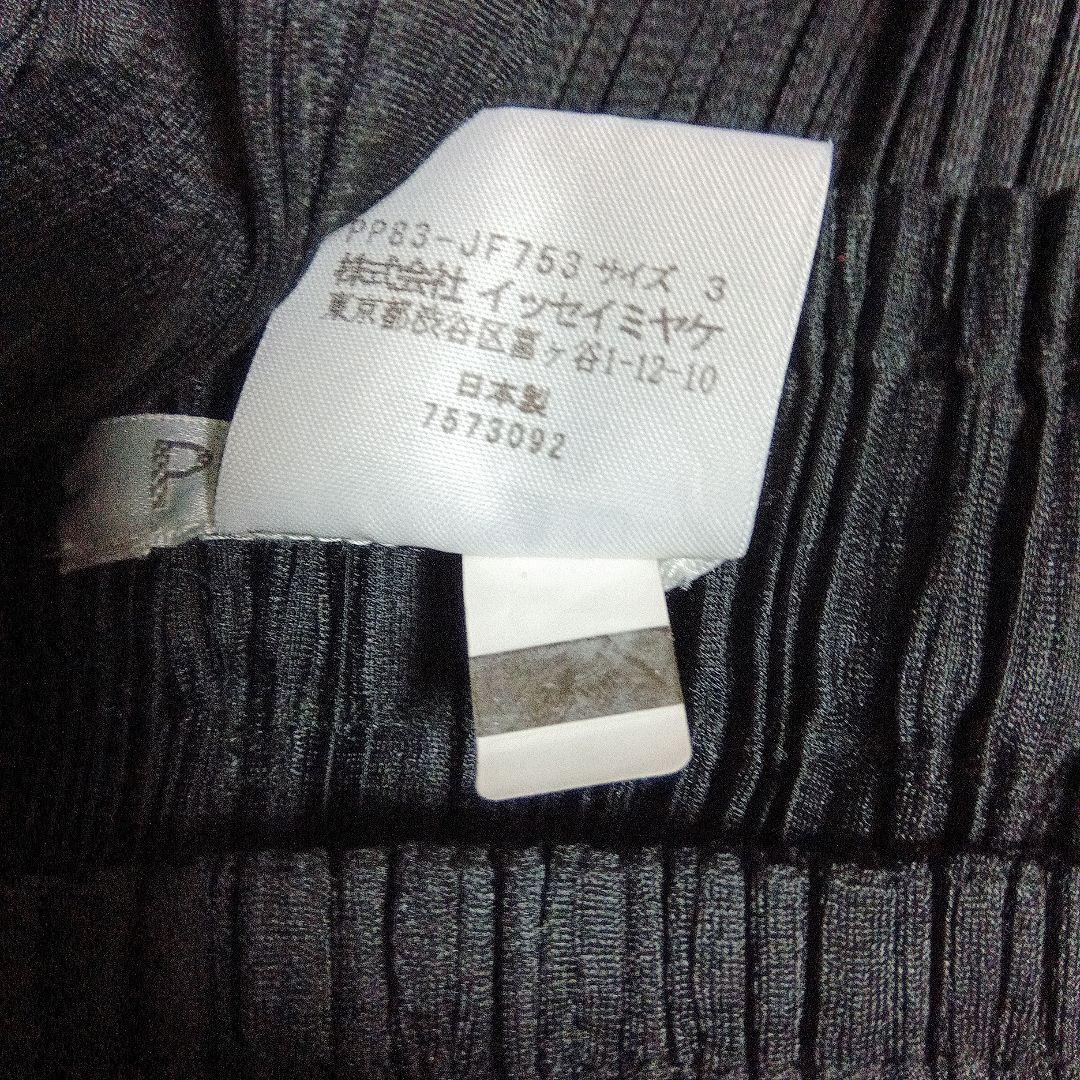 PP83-JF753 サイズ 3
株式会社 イッセイミヤケ
東京都渋谷区富ヶ谷1-12-10
日本製
7573092
P